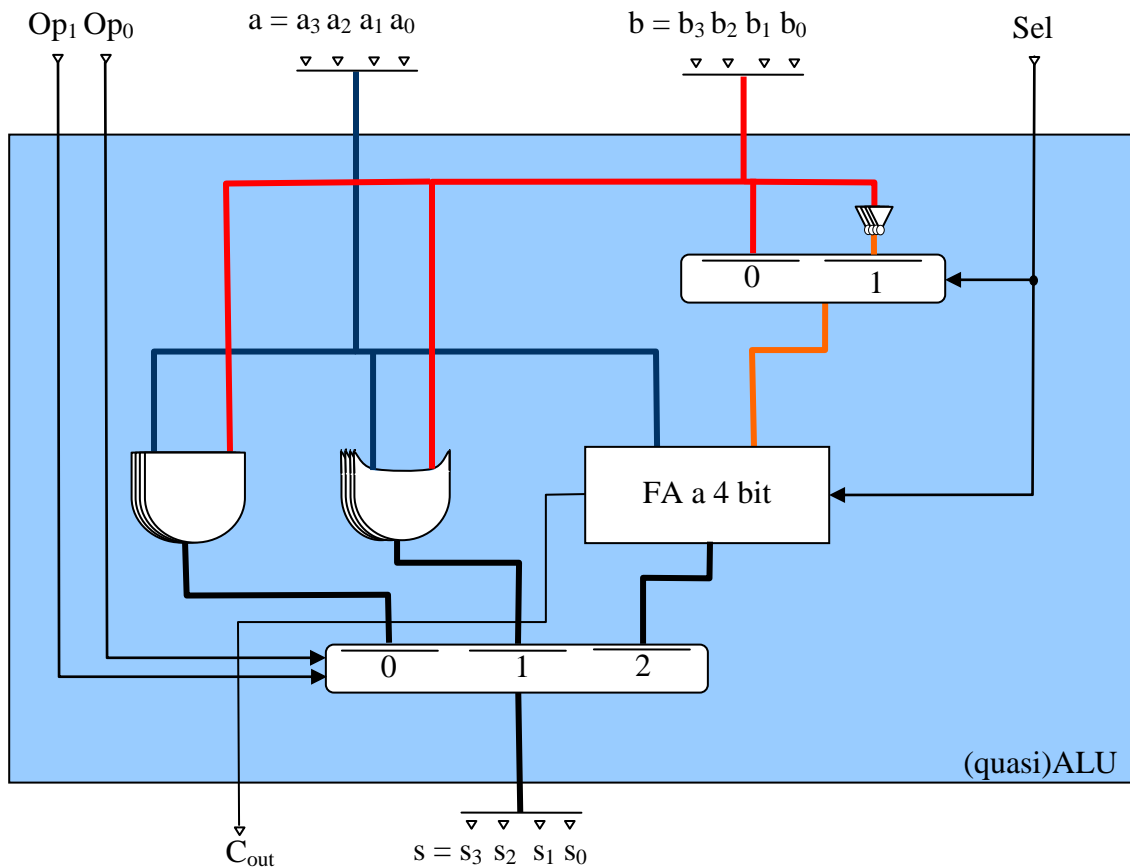 Op₁ Op₀
a = a₃ a₂ a₁ a₀
b = b₃ b₂ b₁ b₀
Sel
0
1
FA a 4 bit
0
1
2
(quasi)ALU
C_out
s = s₃ s₂ s₁ s₀